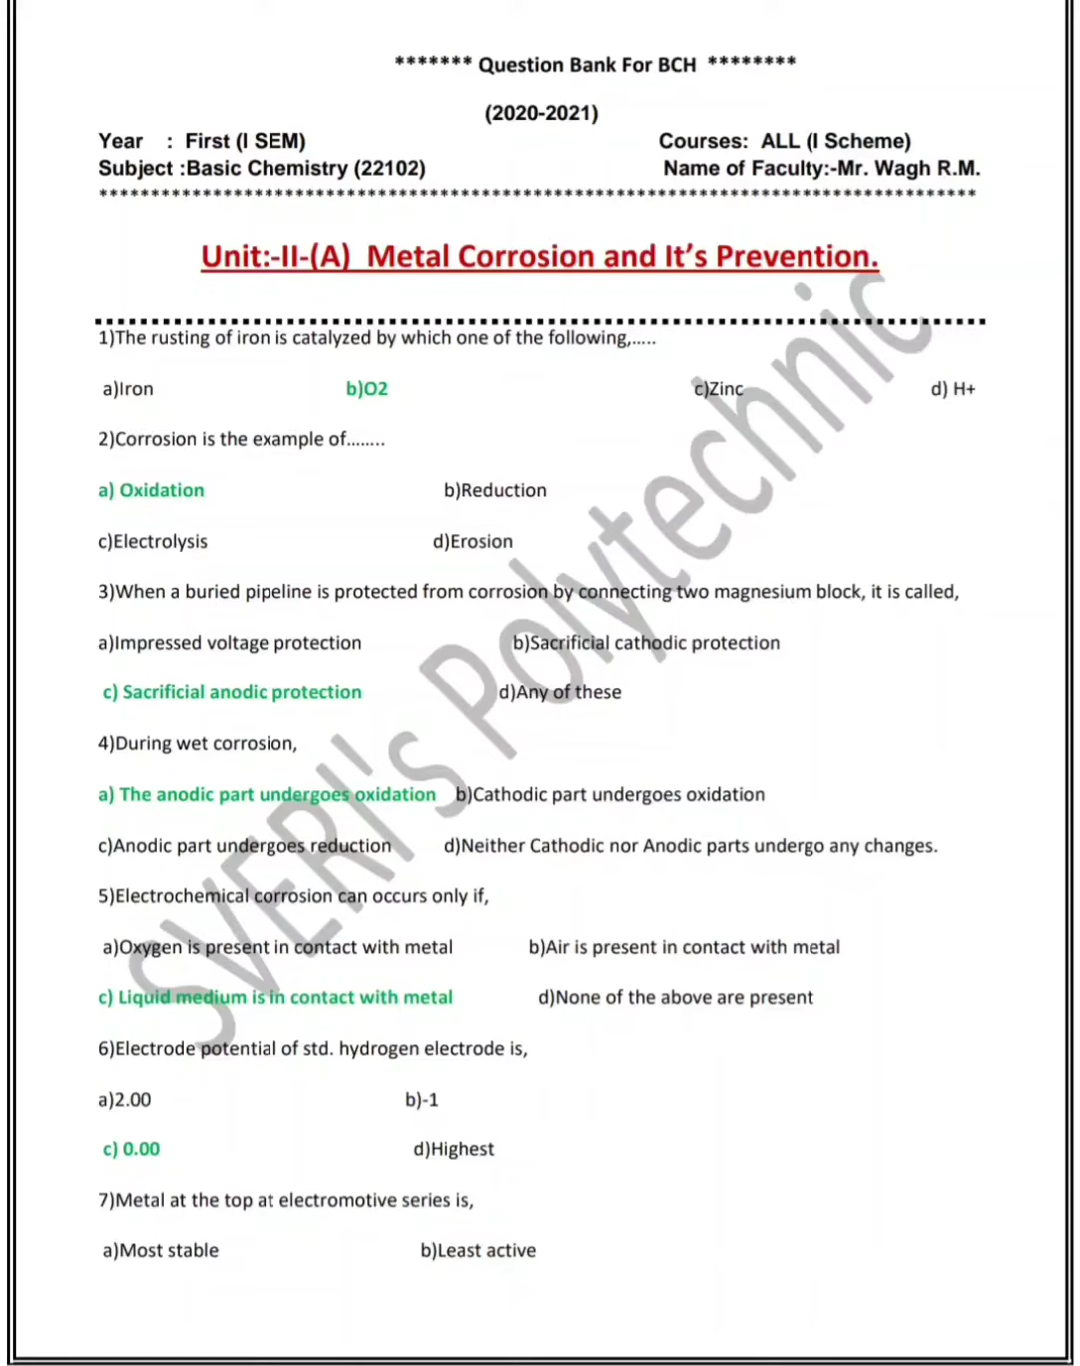 ******* Question Bank For BCH ********
(2020-2021)
Year : First (I SEM) Courses: ALL (I Scheme)
Subject :Basic Chemistry (22102) Name of Faculty:-Mr. Wagh R.M.
************************************************************************************
Unit:-II-(A) Metal Corrosion and It's Prevention.
1)The rusting of iron is catalyzed by which one of the following,.....
a)Iron b)O2 c)Zinc d) H+
2)Corrosion is the example of........
a) Oxidation b)Reduction
c)Electrolysis d)Erosion
3)When a buried pipeline is protected from corrosion by connecting two magnesium block, it is called,
a)Impressed voltage protection b)Sacrificial cathodic protection
c) Sacrificial anodic protection d)Any of these
4)During wet corrosion,
a) The anodic part undergoes oxidation b)Cathodic part undergoes oxidation
c)Anodic part undergoes reduction d)Neither Cathodic nor Anodic parts undergo any changes.
5)Electrochemical corrosion can occurs only if,
a)Oxygen is present in contact with metal b)Air is present in contact with metal
c) Liquid medium is in contact with metal d)None of the above are present
6)Electrode potential of std. hydrogen electrode is,
a)2.00 b)-1
c) 0.00 d)Highest
7)Metal at the top at electromotive series is,
a)Most stable b)Least active
SVERI's Polytechnic